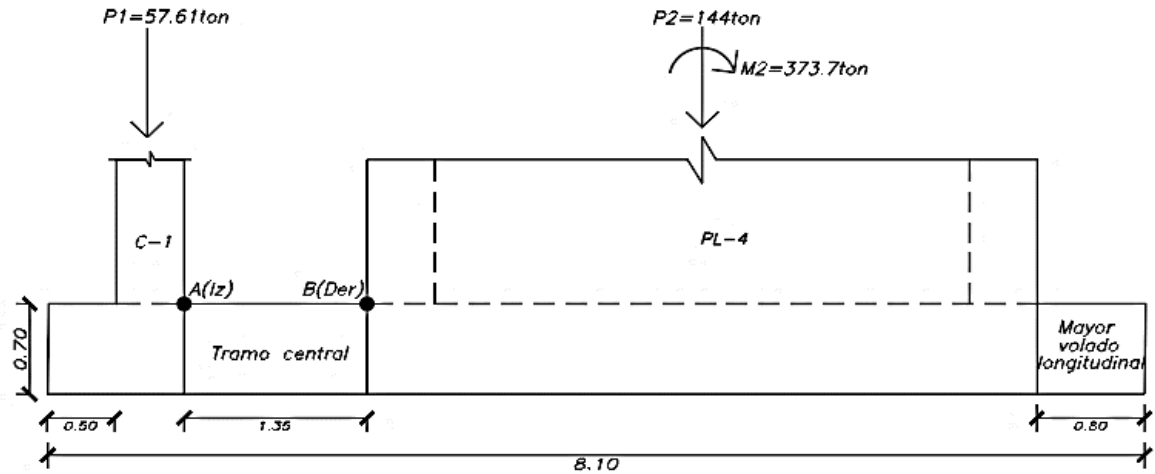 P1=57.61ton
P2=144ton
M2=373.7ton
C-1
PL-4
A(Iz)
B(Der)
0.70
Tramo central
Mayor
volado
longitudinal
0.50
1.35
0.80
8.10